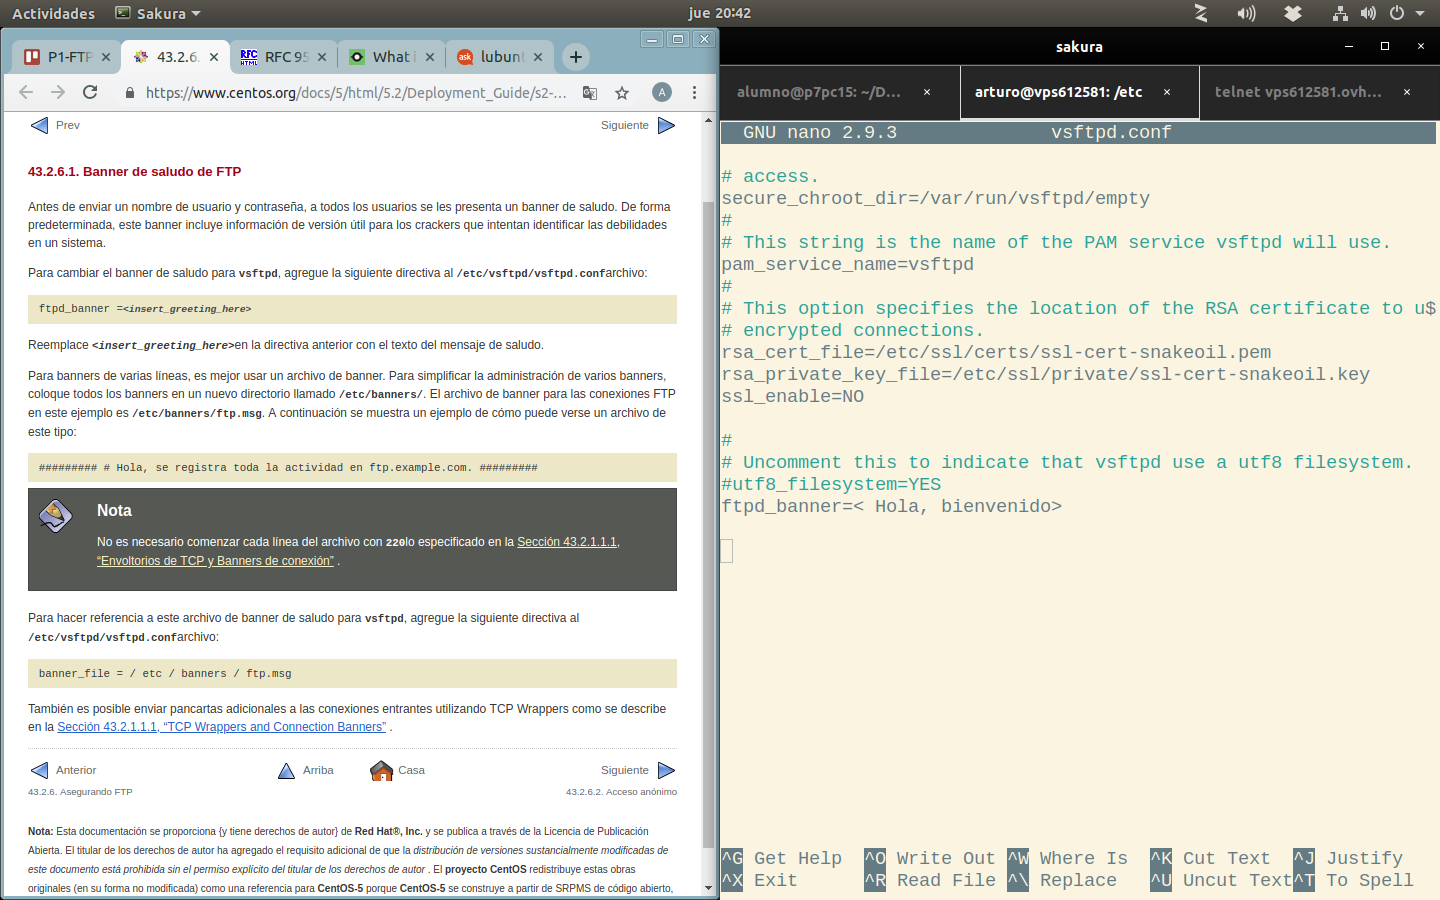 Actividades Sakura jue 20:42
P1-FTP 43.2.6. RFC 95 What i lubunt
https://www.centos.org/docs/5/html/5.2/Deployment_Guide/s2-... A
Prev Siguiente
43.2.6.1. Banner de saludo de FTP
Antes de enviar un nombre de usuario y contraseña, a todos los usuarios se les presenta un banner de saludo. De forma
predeterminada, este banner incluye información de versión útil para los crackers que intentan identificar las debilidades
en un sistema.
Para cambiar el banner de saludo para vsftpd, agregue la siguiente directiva al /etc/vsftpd/vsftpd.confarchivo:
ftpd_banner =<insert_greeting_here>
Reemplace <insert_greeting_here>en la directiva anterior con el texto del mensaje de saludo.
Para banners de varias líneas, es mejor usar un archivo de banner. Para simplificar la administración de varios banners,
coloque todos los banners en un nuevo directorio llamado /etc/banners/. El archivo de banner para las conexiones FTP
en este ejemplo es /etc/banners/ftp.msg. A continuación se muestra un ejemplo de cómo puede verse un archivo de
este tipo:
######### # Hola, se registra toda la actividad en ftp.example.com. #########
Nota
No es necesario comenzar cada línea del archivo con 220lo especificado en la Sección 43.2.1.1.1,
“Envoltorios de TCP y Banners de conexión” .
Para hacer referencia a este archivo de banner de saludo para vsftpd, agregue la siguiente directiva al
/etc/vsftpd/vsftpd.confarchivo:
banner_file = / etc / banners / ftp.msg
También es posible enviar pancartas adicionales a las conexiones entrantes utilizando TCP Wrappers como se describe
en la Sección 43.2.1.1.1, “TCP Wrappers and Connection Banners” .
Anterior Arriba Casa Siguiente
43.2.6. Asegurando FTP 43.2.6.2. Acceso anónimo
Nota: Esta documentación se proporciona {y tiene derechos de autor} de Red Hat®, Inc. y se publica a través de la Licencia de Publicación
Abierta. El titular de los derechos de autor ha agregado el requisito adicional de que la distribución de versiones sustancialmente modificadas de
este documento está prohibida sin el permiso explícito del titular de los derechos de autor . El proyecto CentOS redistribuye estas obras
originales (en su forma no modificada) como una referencia para CentOS-5 porque CentOS-5 se construye a partir de SRPMS de código abierto,
sakura
alumno@p7pc15: ~/D... arturo@vps612581: /etc telnet vps612581.ovh...
GNU nano 2.9.3 vsftpd.conf
# access.
secure_chroot_dir=/var/run/vsftpd/empty
#
# This string is the name of the PAM service vsftpd will use.
pam_service_name=vsftpd
#
# This option specifies the location of the RSA certificate to u$
# encrypted connections.
rsa_cert_file=/etc/ssl/certs/ssl-cert-snakeoil.pem
rsa_private_key_file=/etc/ssl/private/ssl-cert-snakeoil.key
ssl_enable=NO
#
# Uncomment this to indicate that vsftpd use a utf8 filesystem.
#utf8_filesystem=YES
ftpd_banner=< Hola, bienvenido>
^G Get Help ^O Write Out ^W Where Is ^K Cut Text ^J Justify
^X Exit ^R Read File ^\ Replace ^U Uncut Text ^T To Spell